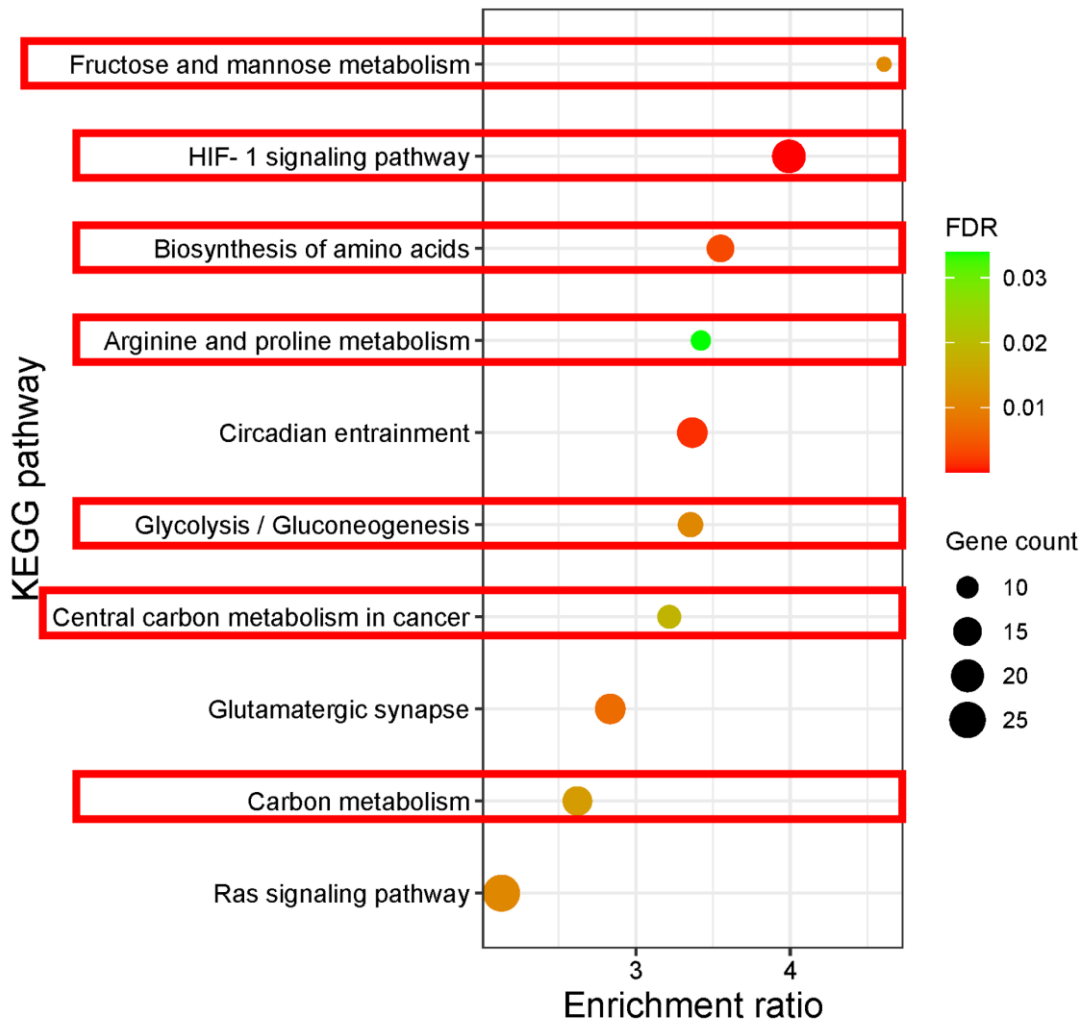 Fructose and mannose metabolism
HIF- 1 signaling pathway
Biosynthesis of amino acids
Arginine and proline metabolism
Circadian entrainment
Glycolysis / Gluconeogenesis
Central carbon metabolism in cancer
Glutamatergic synapse
Carbon metabolism
Ras signaling pathway
KEGG pathway
3
4
Enrichment ratio
FDR
0.03
0.02
0.01
Gene count
10
15
20
25